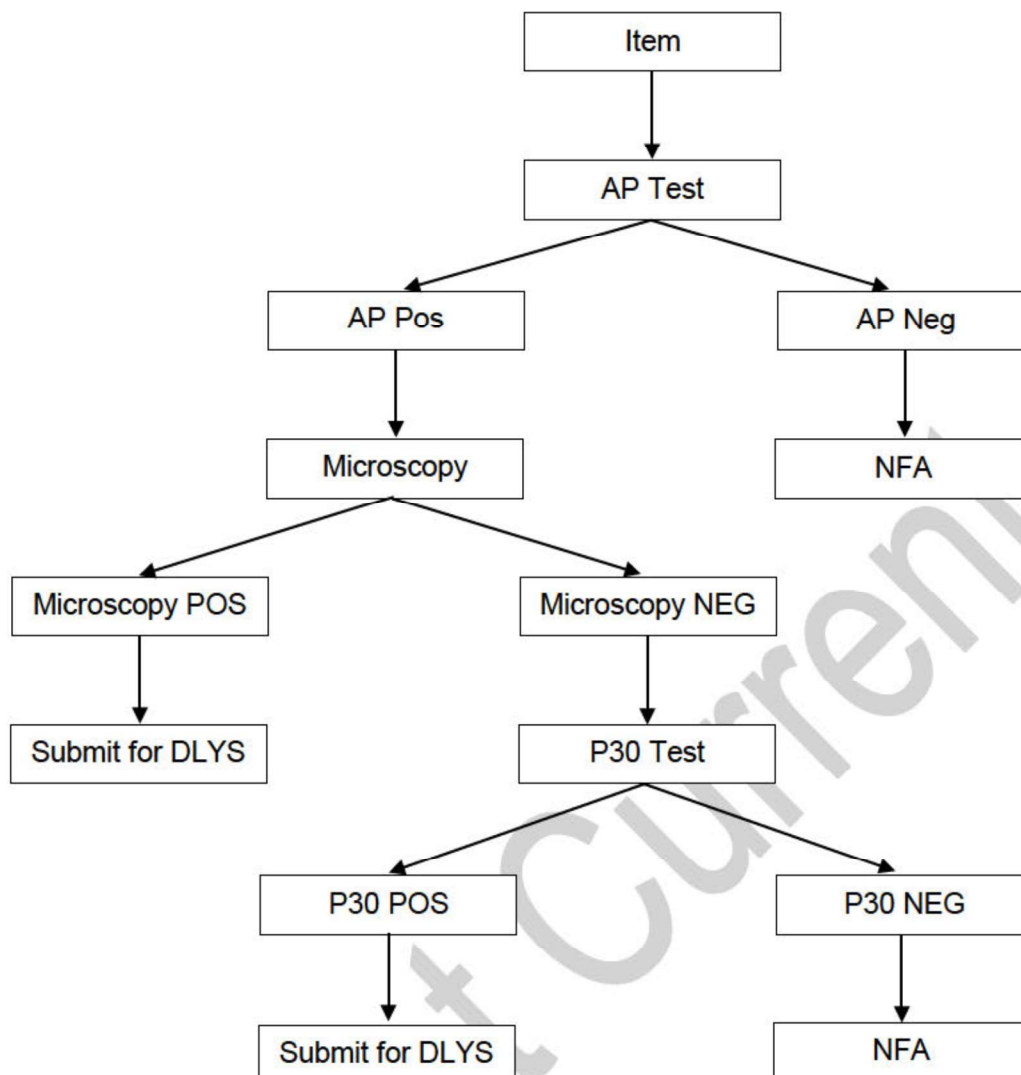 Item
AP Test
AP Pos
AP Neg
Microscopy
NFA
Microscopy POS
Microscopy NEG
Submit for DLYS
P30 Test
P30 POS
P30 NEG
Submit for DLYS
NFA
t Curren